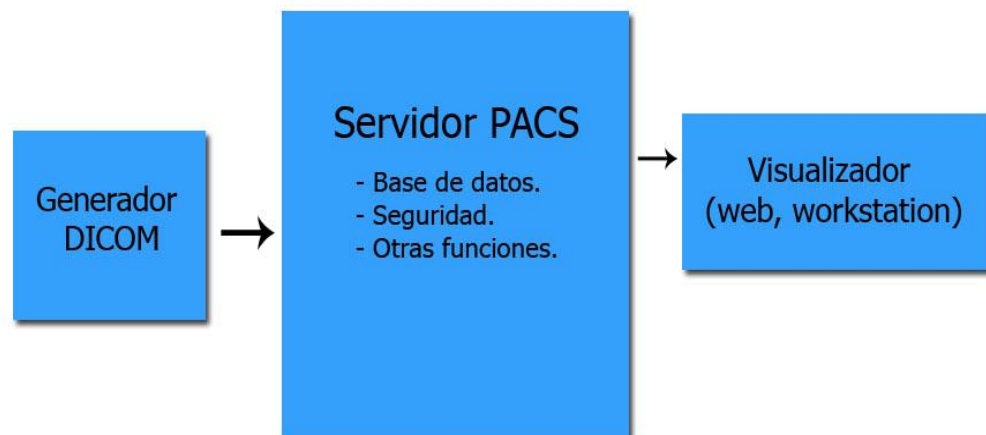 Generador
DICOM
Servidor PACS
- Base de datos.
- Seguridad.
- Otras funciones.
Visualizador
(web, workstation)